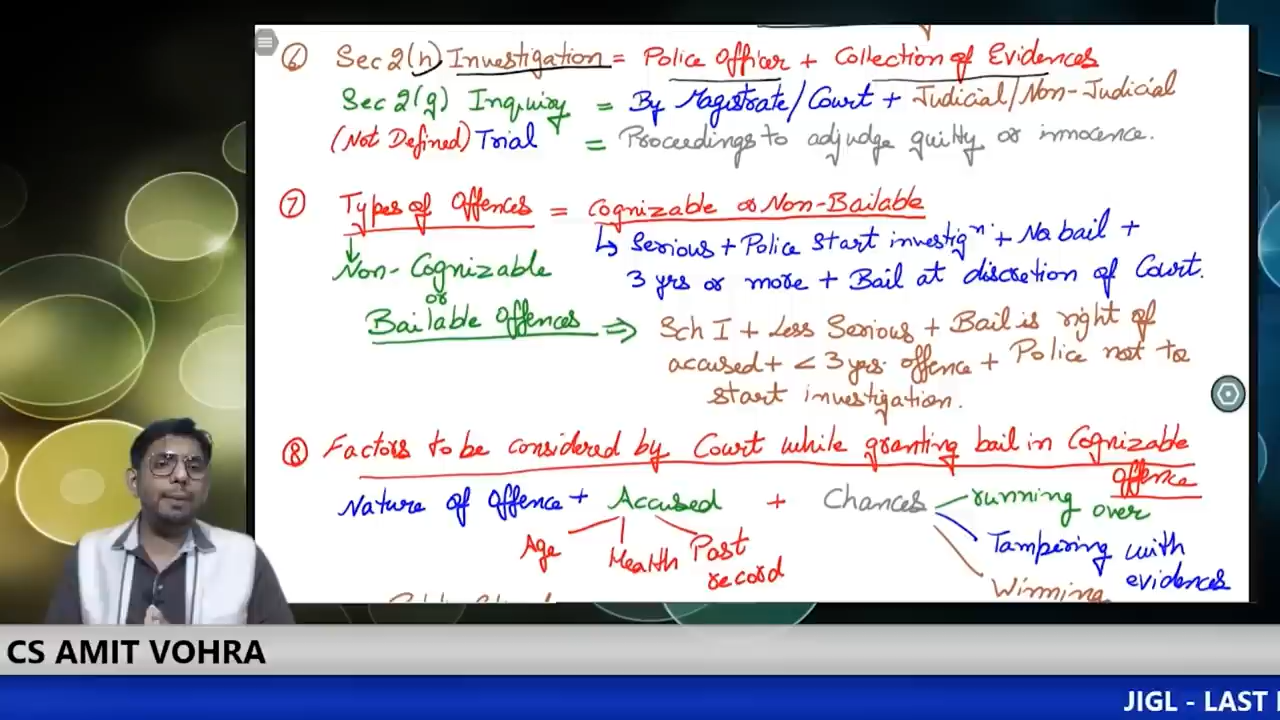 ⑥ Sec 2(h) Investigation = Police Officer + Collection of Evidences
Sec 2(g) Inquiry = By Magistrate/Court + Judicial/Non-Judicial
(Not Defined) Trial = Proceedings to adjudge guilty or innocence.
⑦ Types of Offences = Cognizable or Non-Bailable
↳ Serious + Police Start investigⁿ + No bail +
3 yrs or more + Bail at discretion of Court.
↓
Non-Cognizable
or
Bailable Offences ⇒ Sch I + Less Serious + Bail is right of
accused + < 3 yrs. offence + Police not to
start investigation.
⑧ Factors to be considered by Court while granting bail in Cognizable
offence
Nature of offence + Accused + Chances
Age
Health
Past
record
running
over
Tampering with
evidences
Winning
CS AMIT VOHRA
JIGL - LAST